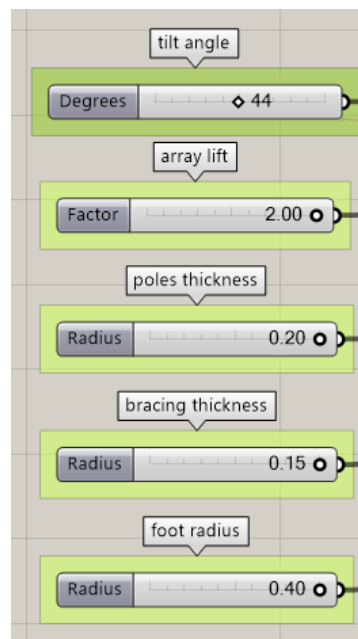 tilt angle
Degrees 44
array lift
Factor 2.00
poles thickness
Radius 0.20
bracing thickness
Radius 0.15
foot radius
Radius 0.40